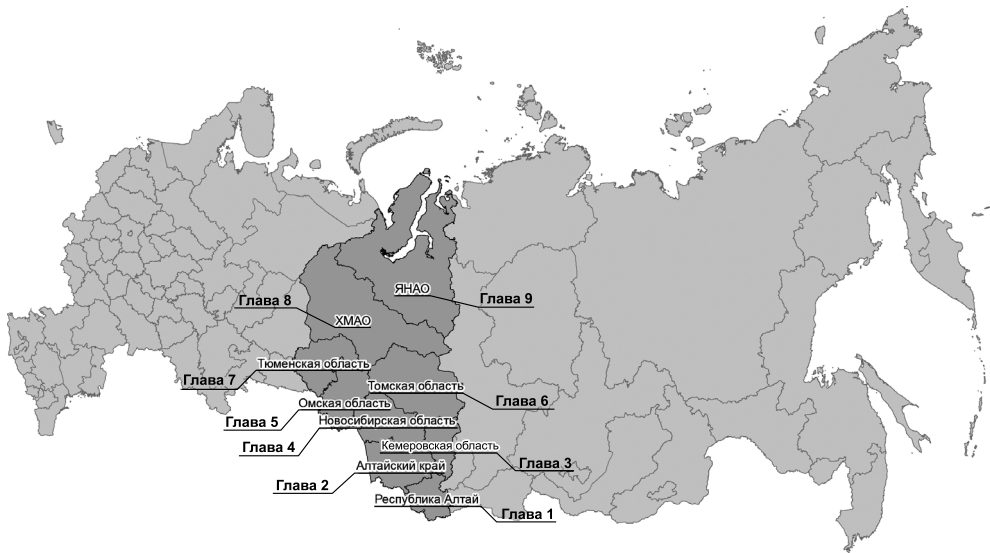 ЯНАО
Глава 9
Глава 8
ХМАО
Тюменская область
Глава 7
Томская область
Глава 6
Омская область
Глава 5
Новосибирская область
Глава 4
Кемеровская область
Глава 3
Алтайский край
Глава 2
Республика Алтай
Глава 1